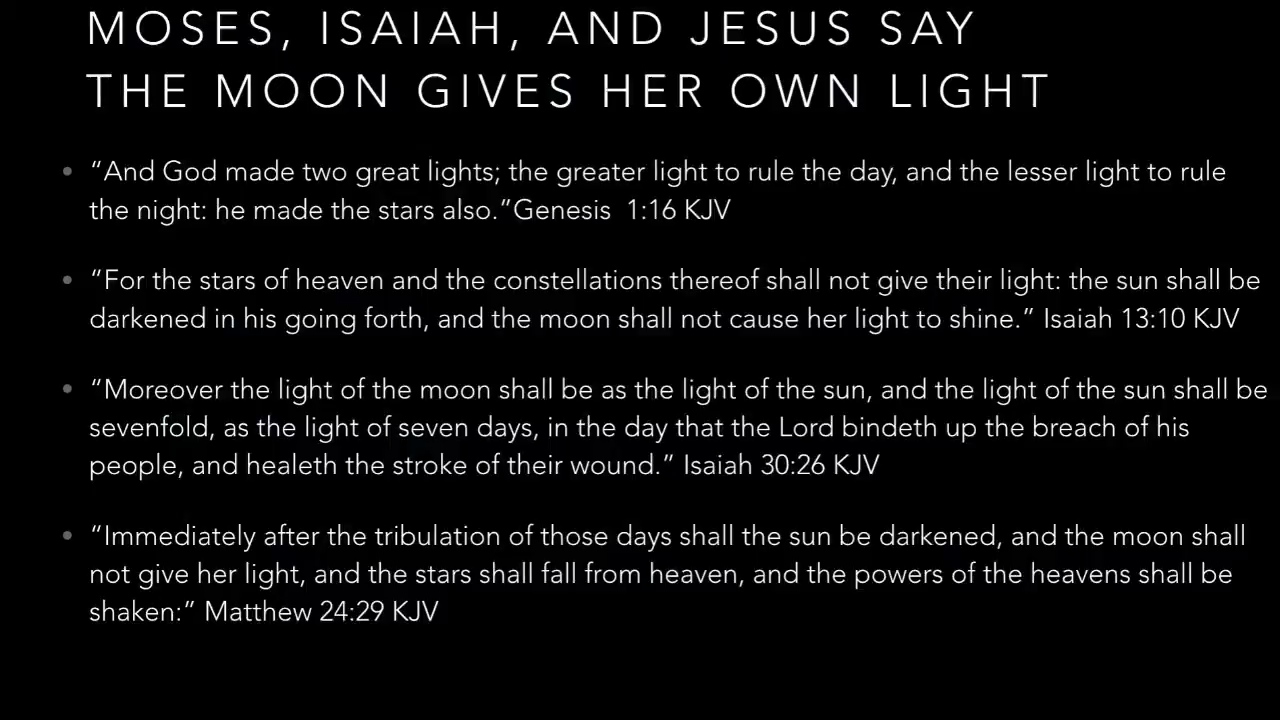 MOSES, ISAIAH, AND JESUS SAY
THE MOON GIVES HER OWN LIGHT
• “And God made two great lights; the greater light to rule the day, and the lesser light to rule
the night: he made the stars also.”Genesis 1:16 KJV
• “For the stars of heaven and the constellations thereof shall not give their light: the sun shall be
darkened in his going forth, and the moon shall not cause her light to shine.” Isaiah 13:10 KJV
• “Moreover the light of the moon shall be as the light of the sun, and the light of the sun shall be
sevenfold, as the light of seven days, in the day that the Lord bindeth up the breach of his
people, and healeth the stroke of their wound.” Isaiah 30:26 KJV
• “Immediately after the tribulation of those days shall the sun be darkened, and the moon shall
not give her light, and the stars shall fall from heaven, and the powers of the heavens shall be
shaken:” Matthew 24:29 KJV